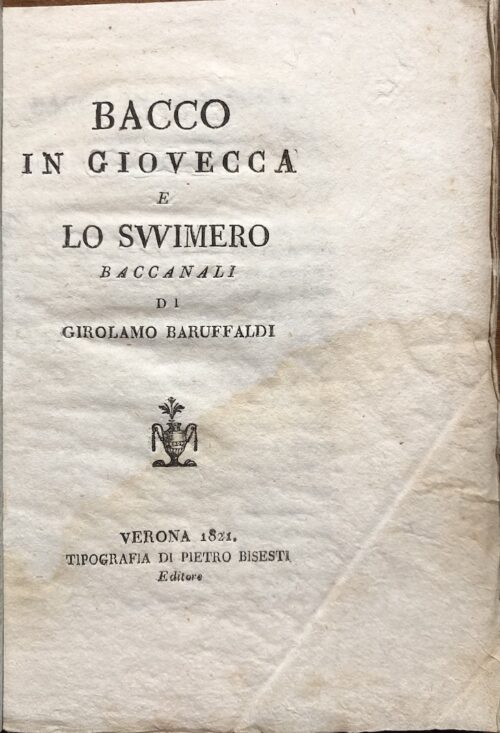 BACCO
IN GIOVECCA
E
LO SVVIMERO
BACCANALI
DI
GIROLAMO BARUFFALDI
VERONA 1821.
TIPOGRAFIA DI PIETRO BISESTI
Editore